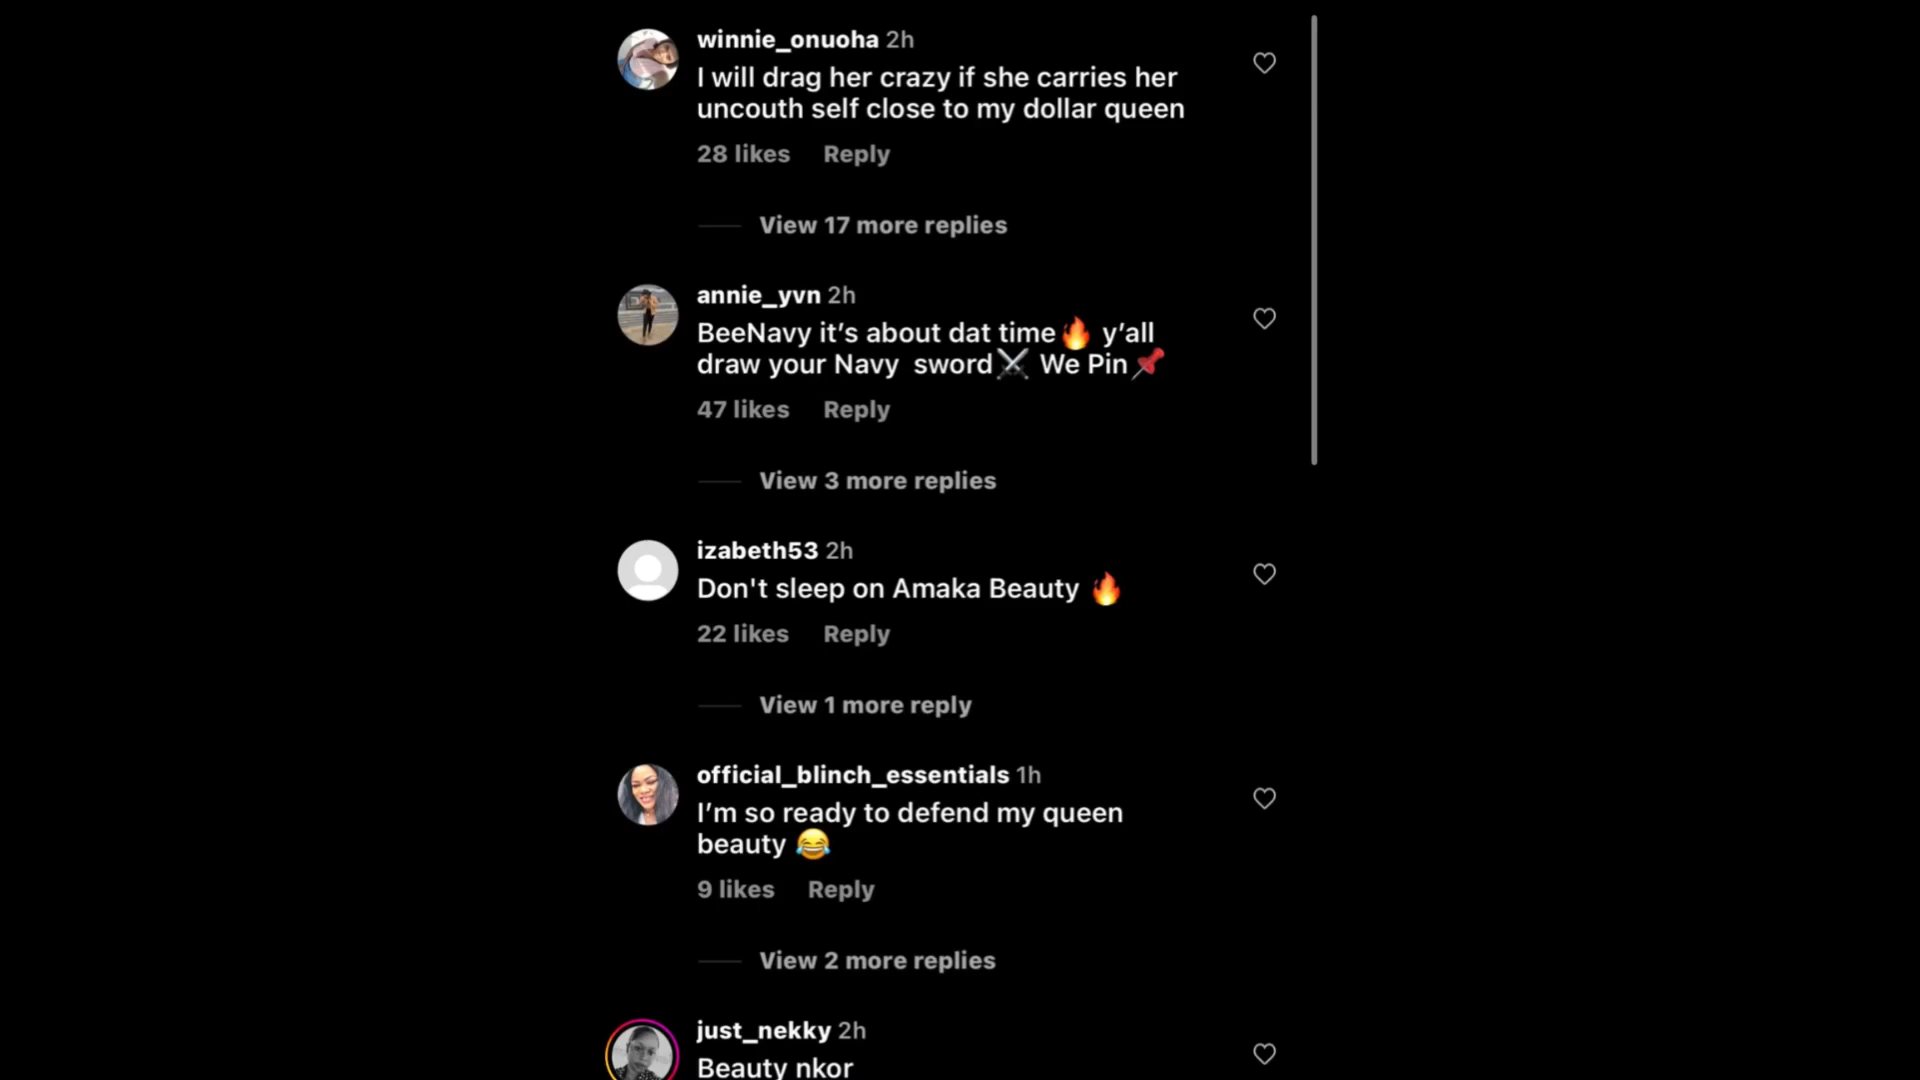 winnie_onuoha 2h
I will drag her crazy if she carries her
uncouth self close to my dollar queen
28 likes Reply
View 17 more replies
annie_yvn 2h
BeeNavy it’s about dat time🔥 y’all
draw your Navy sword⚔️ We Pin📌
47 likes Reply
View 3 more replies
izabeth53 2h
Don't sleep on Amaka Beauty 🔥
22 likes Reply
View 1 more reply
official_blinch_essentials 1h
I’m so ready to defend my queen
beauty 😂
9 likes Reply
View 2 more replies
just_nekky 2h
Beauty nkor